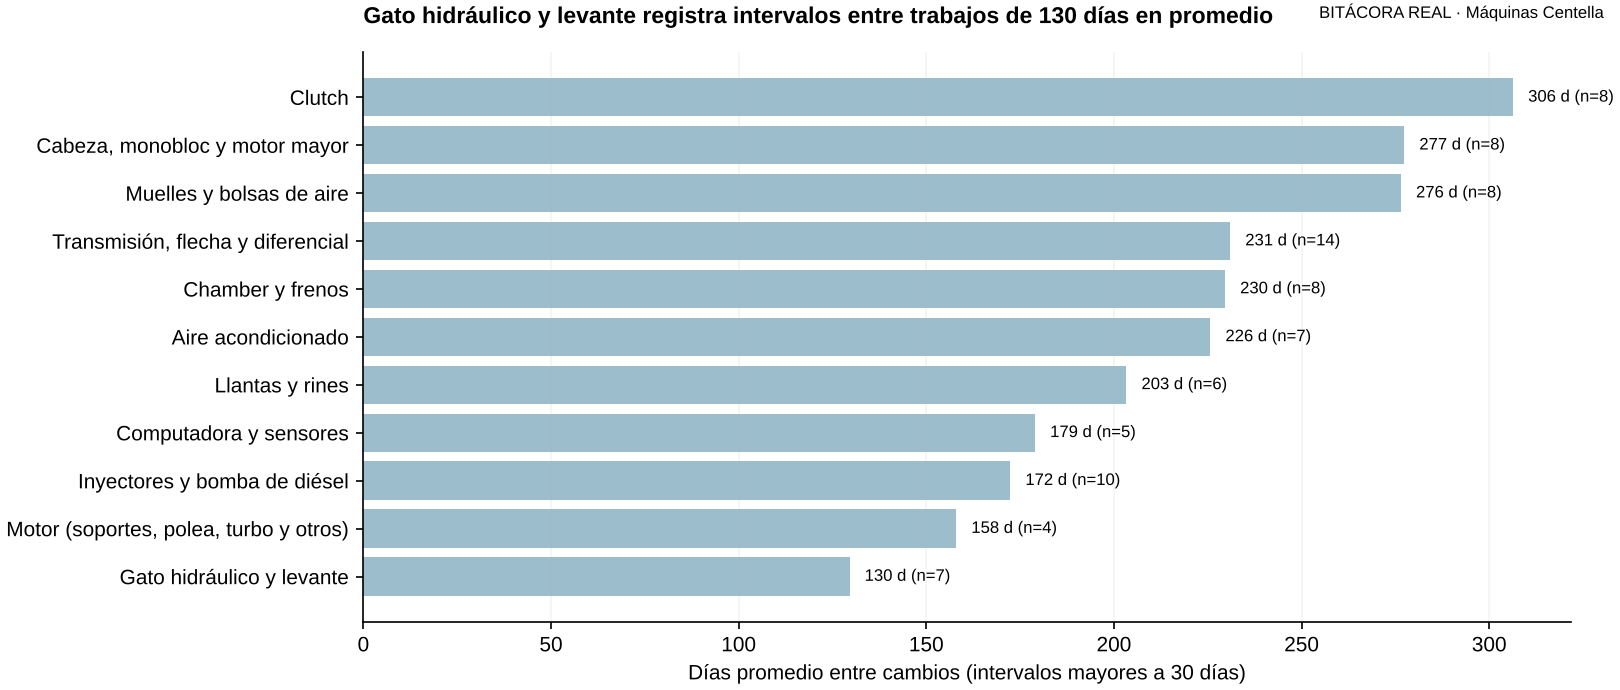 Gato hidráulico y levante registra intervalos entre trabajos de 130 días en promedio
BITÁCORA REAL · Máquinas Centella
Clutch 306 d (n=8)
Cabeza, monobloc y motor mayor 277 d (n=8)
Muelles y bolsas de aire 276 d (n=8)
Transmisión, flecha y diferencial 231 d (n=14)
Chamber y frenos 230 d (n=8)
Aire acondicionado 226 d (n=7)
Llantas y rines 203 d (n=6)
Computadora y sensores 179 d (n=5)
Inyectores y bomba de diésel 172 d (n=10)
Motor (soportes, polea, turbo y otros) 158 d (n=4)
Gato hidráulico y levante 130 d (n=7)
0 50 100 150 200 250 300
Días promedio entre cambios (intervalos mayores a 30 días)